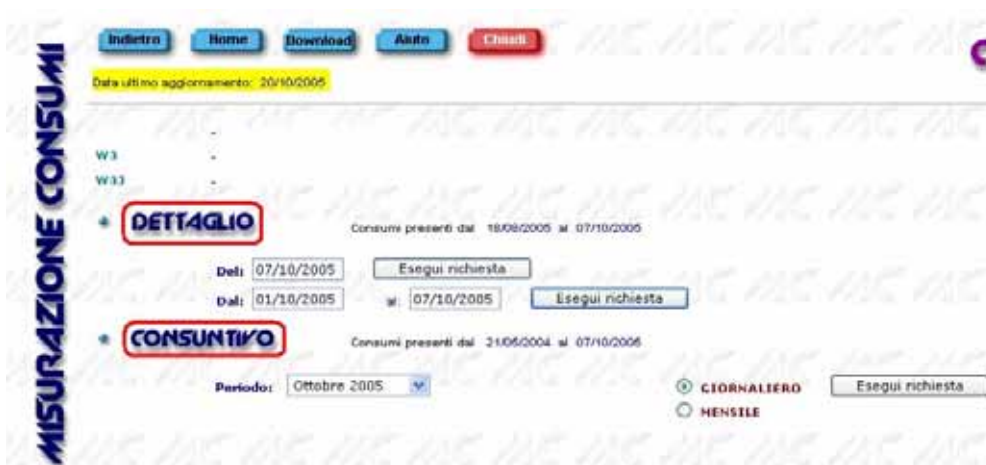 MISURAZIONE CONSUMI
Indietro Home Download Aiuto Chiudi
Data ultimo aggiornamento: 20/10/2005
-
W3 -
W33 -
DETTAGLIO Consumi presenti dal 18/08/2005 al 07/10/2005
Del: 07/10/2005 Esegui richiesta
Dal: 01/10/2005 al: 07/10/2005 Esegui richiesta
CONSUNTIVO Consumi presenti dal 21/05/2004 al 07/10/2005
Periodo: Ottobre 2005 GIORNALIERO Esegui richiesta
MENSILE